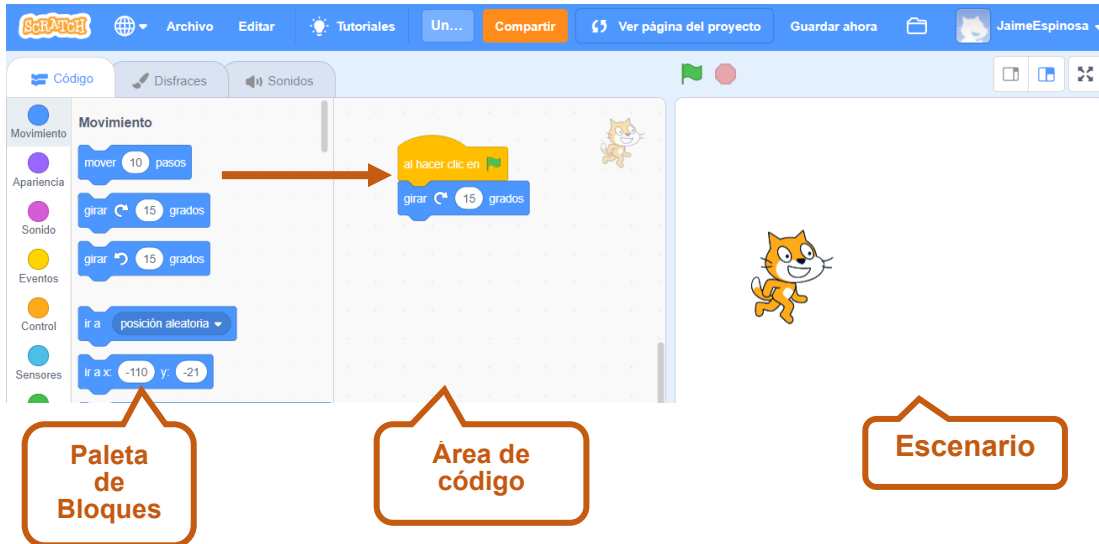 SCRATCH Archivo Editar Tutoriales Un... Compartir Ver página del proyecto Guardar ahora JaimeEspinosa
Código Disfraces Sonidos
Movimiento
Apariencia
Sonido
Eventos
Control
Sensores
Movimiento
mover 10 pasos
girar 15 grados
girar 15 grados
ir a posición aleatoria
ir a x: -110 y: -21
al hacer clic en
girar 15 grados
Paleta
de
Bloques
Área de
código
Escenario